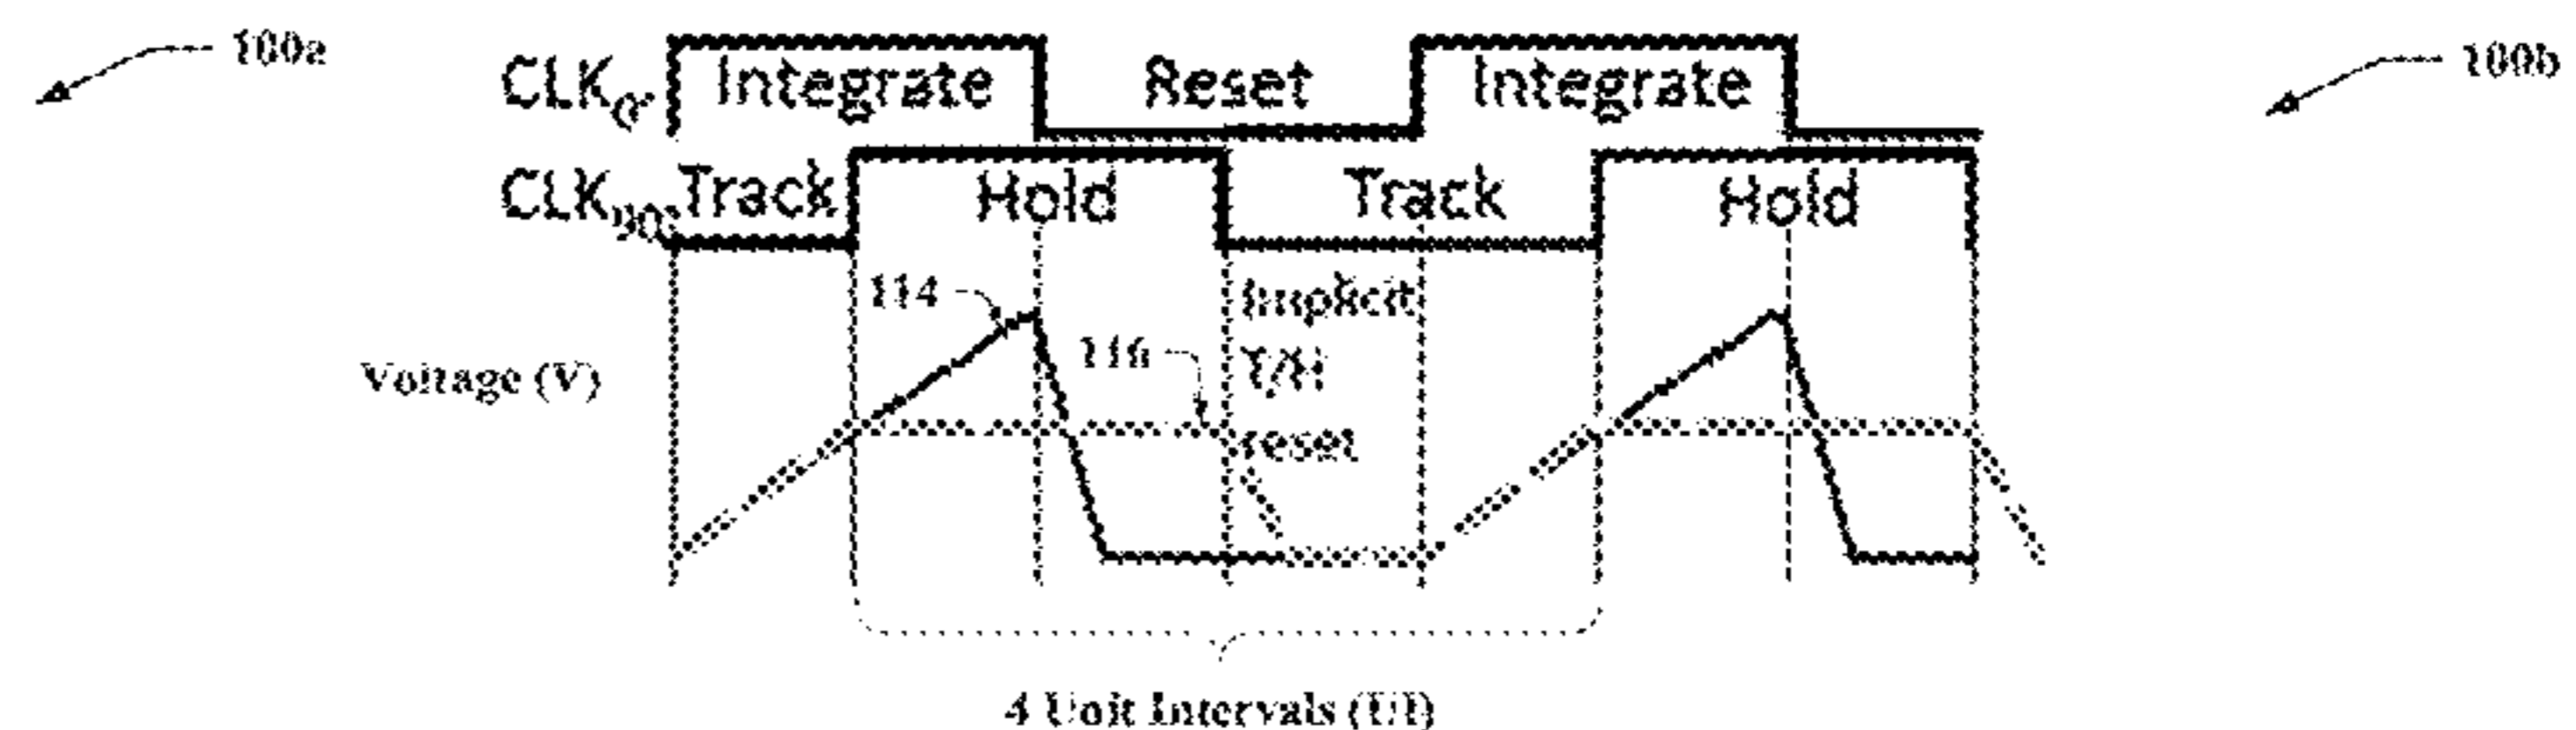 100a
100b
CLK0° Integrate Reset Integrate
CLK90° Track Hold Track Hold
114
Implicit
116
T/H
Voltage (V)
reset
4 Unit Intervals (UI)